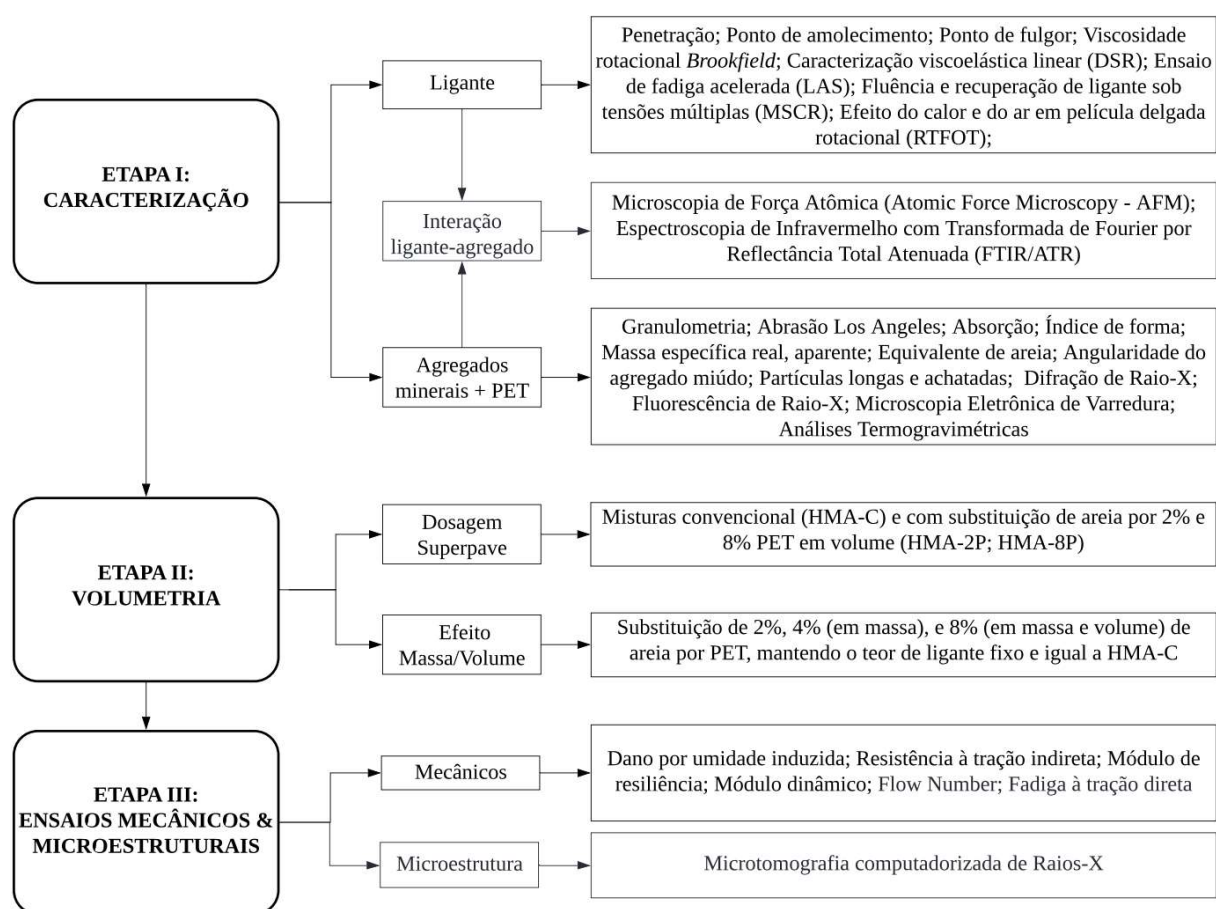 ETAPA I:
CARACTERIZAÇÃO
Ligante
Penetração; Ponto de amolecimento; Ponto de fulgor; Viscosidade
rotacional Brookfield; Caracterização viscoelástica linear (DSR); Ensaio
de fadiga acelerada (LAS); Fluência e recuperação de ligante sob
tensões múltiplas (MSCR); Efeito do calor e do ar em película delgada
rotacional (RTFOT);
Interação
ligante-agregado
Microscopia de Força Atômica (Atomic Force Microscopy - AFM);
Espectroscopia de Infravermelho com Transformada de Fourier por
Reflectância Total Atenuada (FTIR/ATR)
Agregados
minerais + PET
Granulometria; Abrasão Los Angeles; Absorção; Índice de forma;
Massa específica real, aparente; Equivalente de areia; Angularidade do
agregado miúdo; Partículas longas e achatadas; Difração de Raio-X;
Fluorescência de Raio-X; Microscopia Eletrônica de Varredura;
Análises Termogravimétricas
ETAPA II:
VOLUMETRIA
Dosagem
Superpave
Misturas convencional (HMA-C) e com substituição de areia por 2% e
8% PET em volume (HMA-2P; HMA-8P)
Efeito
Massa/Volume
Substituição de 2%, 4% (em massa), e 8% (em massa e volume) de
areia por PET, mantendo o teor de ligante fixo e igual a HMA-C
ETAPA III:
ENSAIOS MECÂNICOS &
MICROESTRUTURAIS
Mecânicos
Dano por umidade induzida; Resistência à tração indireta; Módulo de
resiliência; Módulo dinâmico; Flow Number; Fadiga à tração direta
Microestrutura
Microtomografia computadorizada de Raios-X